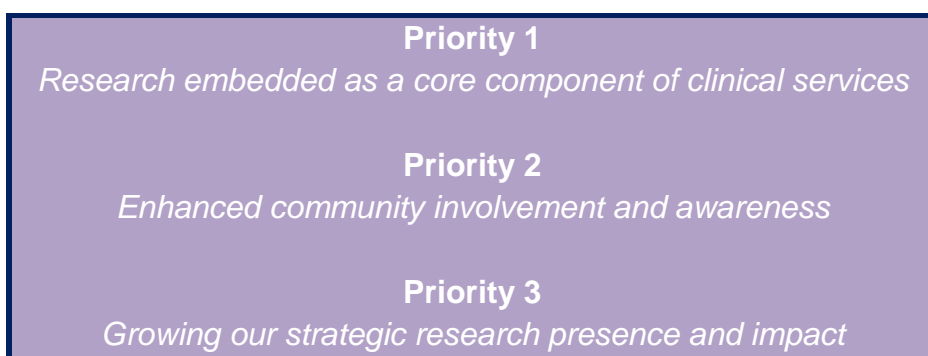 Priority 1
Research embedded as a core component of clinical services
Priority 2
Enhanced community involvement and awareness
Priority 3
Growing our strategic research presence and impact